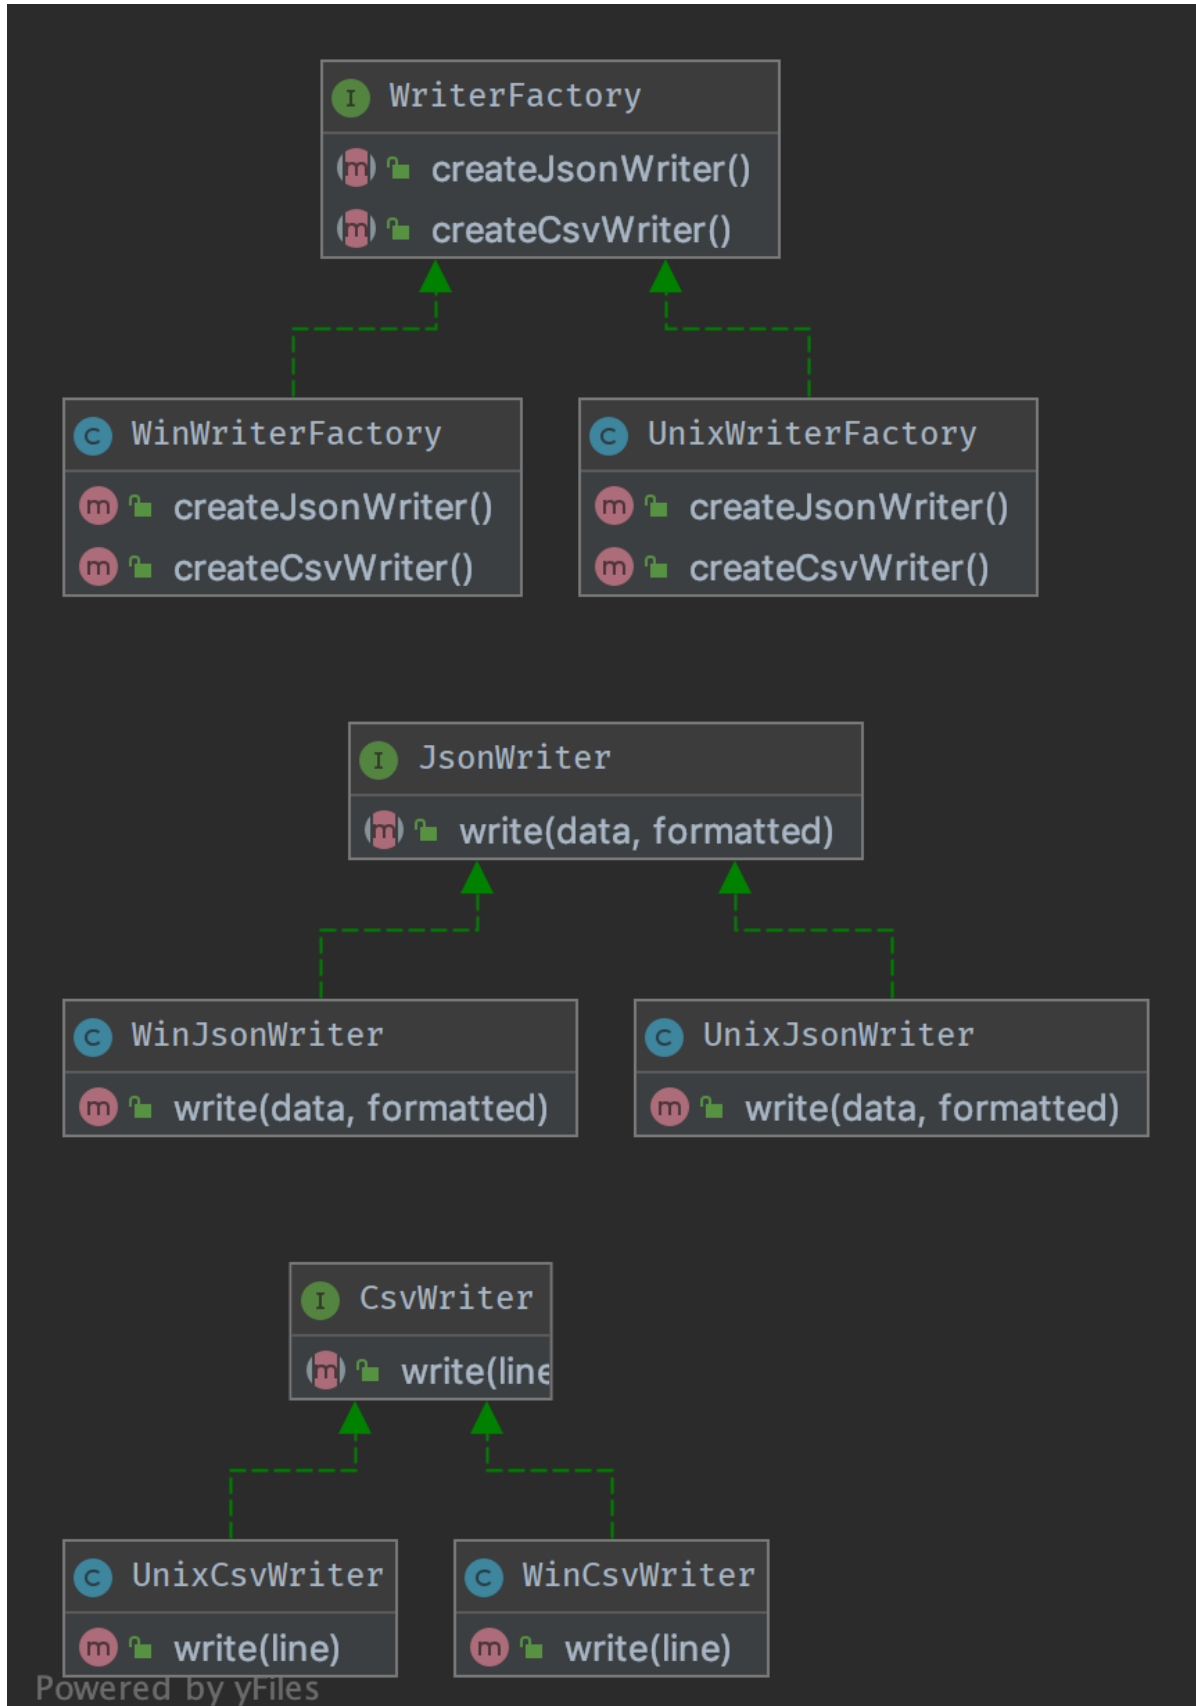 I WriterFactory
m createJsonWriter()
m createCsvWriter()
C WinWriterFactory
m createJsonWriter()
m createCsvWriter()
C UnixWriterFactory
m createJsonWriter()
m createCsvWriter()
I JsonWriter
m write(data, formatted)
C WinJsonWriter
m write(data, formatted)
C UnixJsonWriter
m write(data, formatted)
I CsvWriter
m write(line
C UnixCsvWriter
m write(line)
C WinCsvWriter
m write(line)
Powered by yFiles